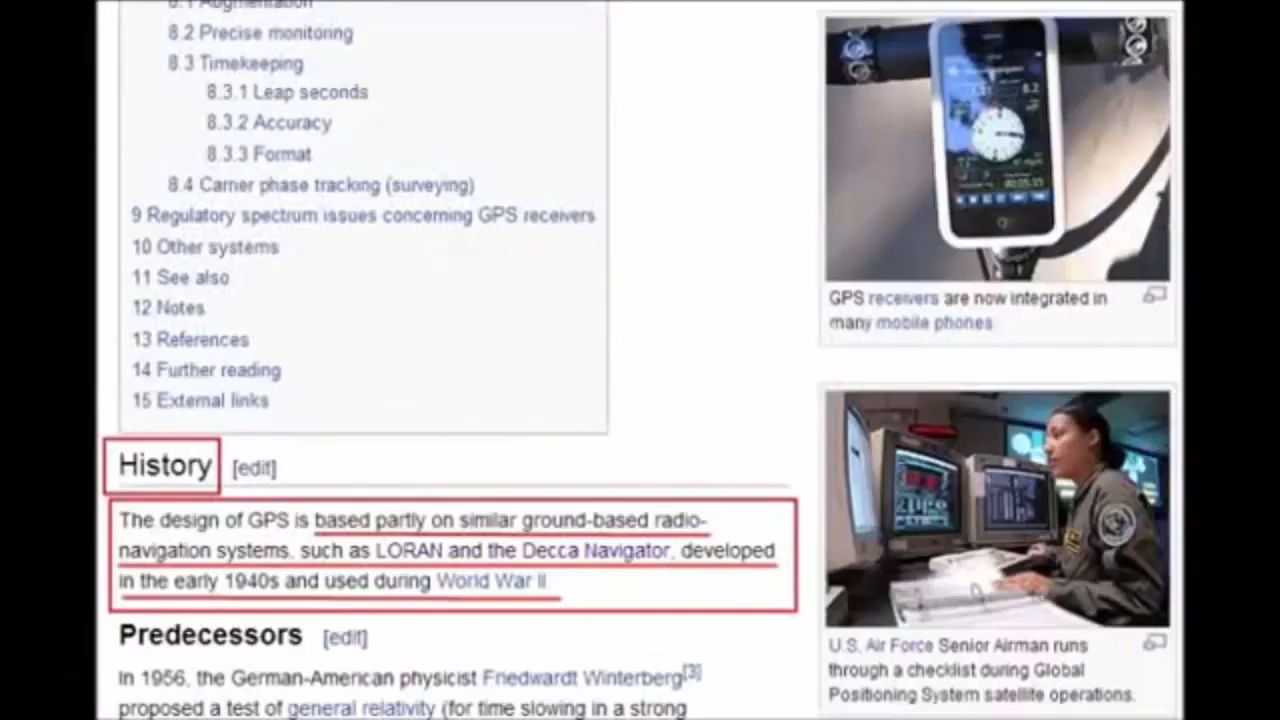 8.1 Augmentation
8.2 Precise monitoring
8.3 Timekeeping
8.3.1 Leap seconds
8.3.2 Accuracy
8.3.3 Format
8.4 Carrier phase tracking (surveying)
9 Regulatory spectrum issues concerning GPS receivers
10 Other systems
11 See also
12 Notes
13 References
14 Further reading
15 External links
History [edit]
The design of GPS is based partly on similar ground-based radio-
navigation systems, such as LORAN and the Decca Navigator, developed
in the early 1940s and used during World War II.
Predecessors [edit]
In 1956, the German-American physicist Friedwardt Winterberg[3]
proposed a test of general relativity (for time slowing in a strong
GPS receivers are now integrated in
many mobile phones
U.S. Air Force Senior Airman runs
through a checklist during Global
Positioning System satellite operations.